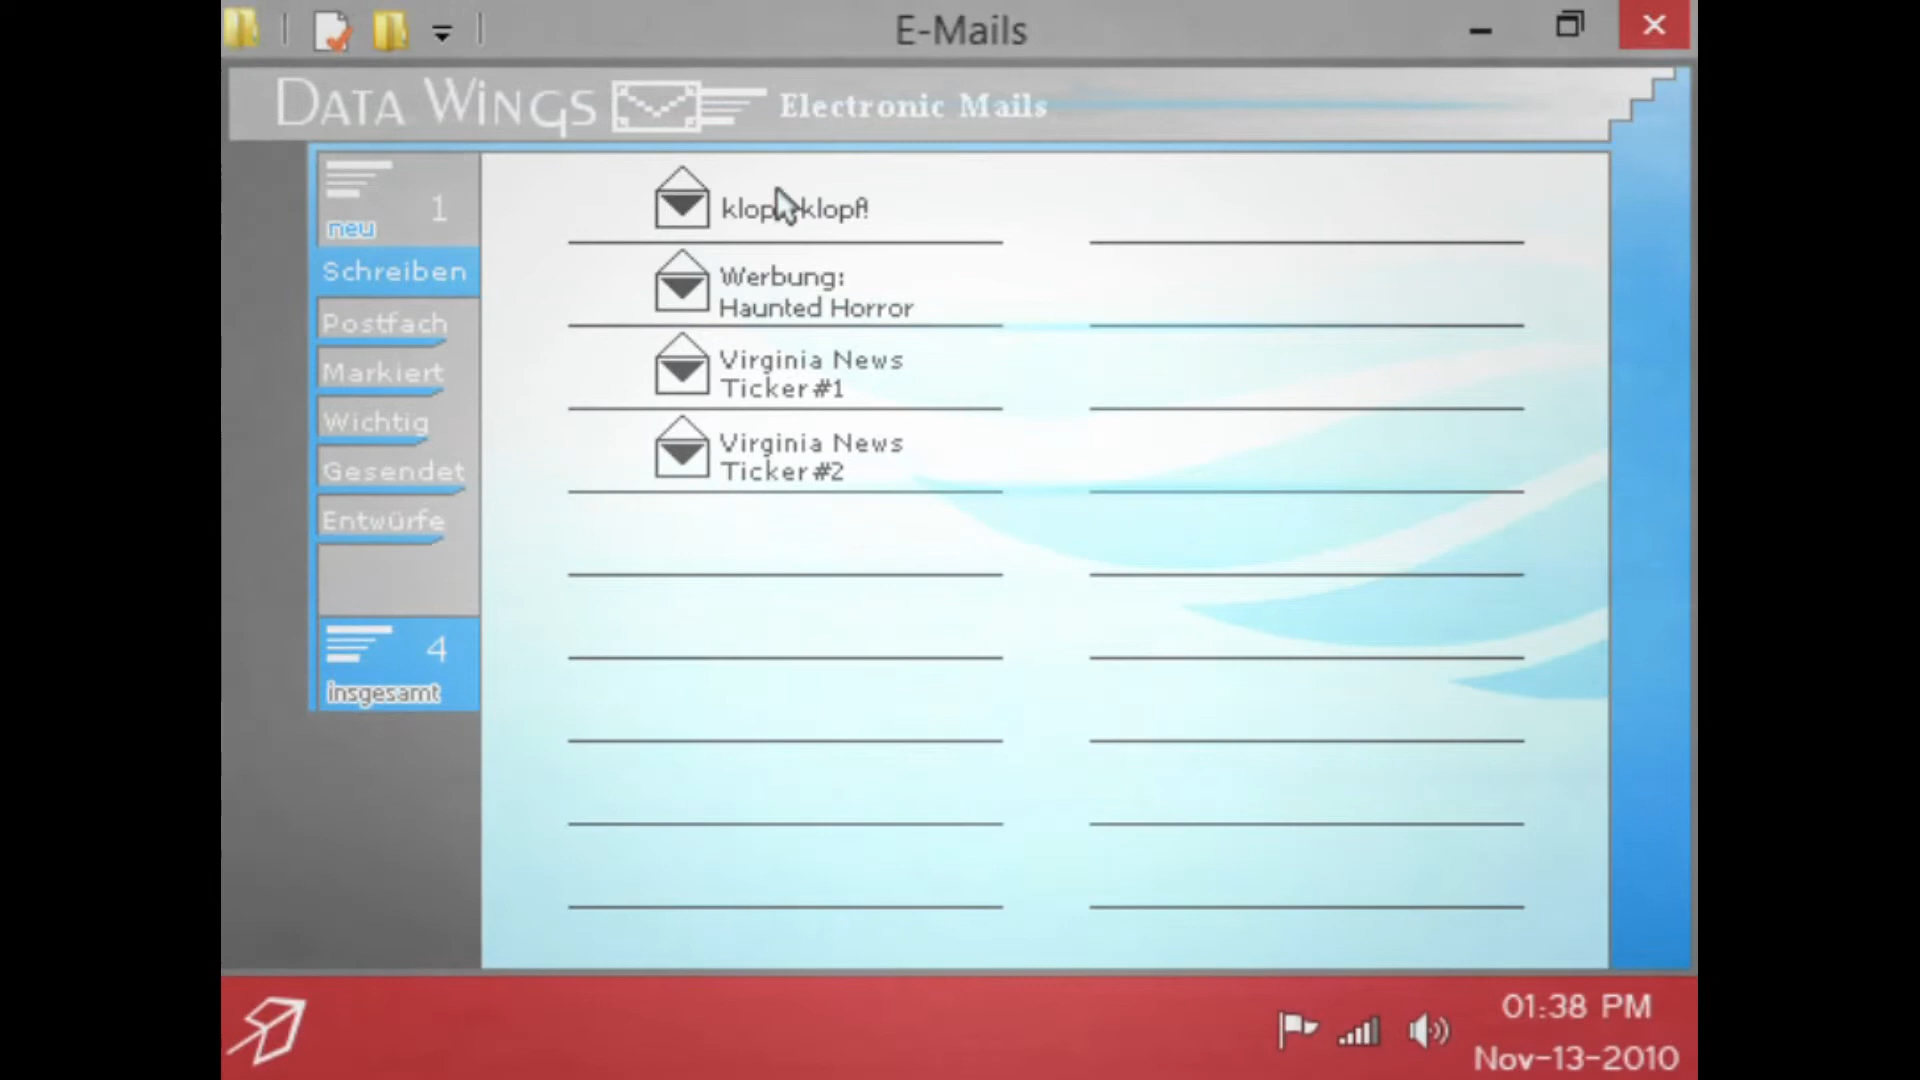 E-Mails
DATA WINGS Electronic Mails
1
neu
Schreiben
Postfach
Markiert
Wichtig
Gesendet
Entwürfe
4
insgesamt
klopf!
Werbung:
Haunted Horror
Virginia News
Ticker#1
Virginia News
Ticker#2
01:38 PM
Nov-13-2010